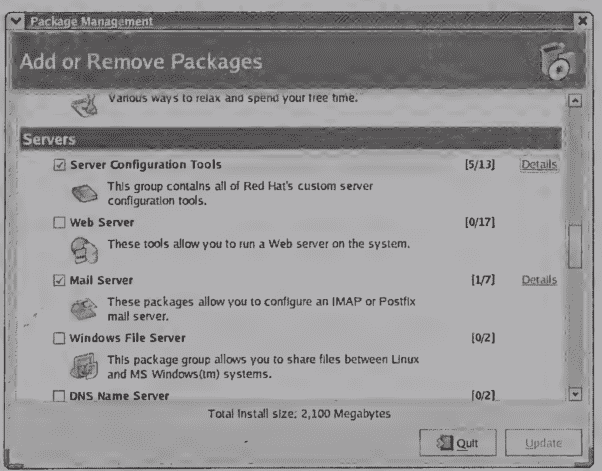 Package Management
Add or Remove Packages
Various ways to relax and spend your free time.
Servers
Server Configuration Tools [5/13] Details
This group contains all of Red Hat's custom server
configuration tools.
Web Server [0/17]
These tools allow you to run a Web server on the system.
Mail Server [1/7] Details
These packages allow you to configure an IMAP or Postfix
mail server.
Windows File Server [0/2]
This package group allows you to share files between Linux
and MS Windows(tm) systems.
DNS Name Server [0/2]
Total install size: 2,100 Megabytes
Quit Update